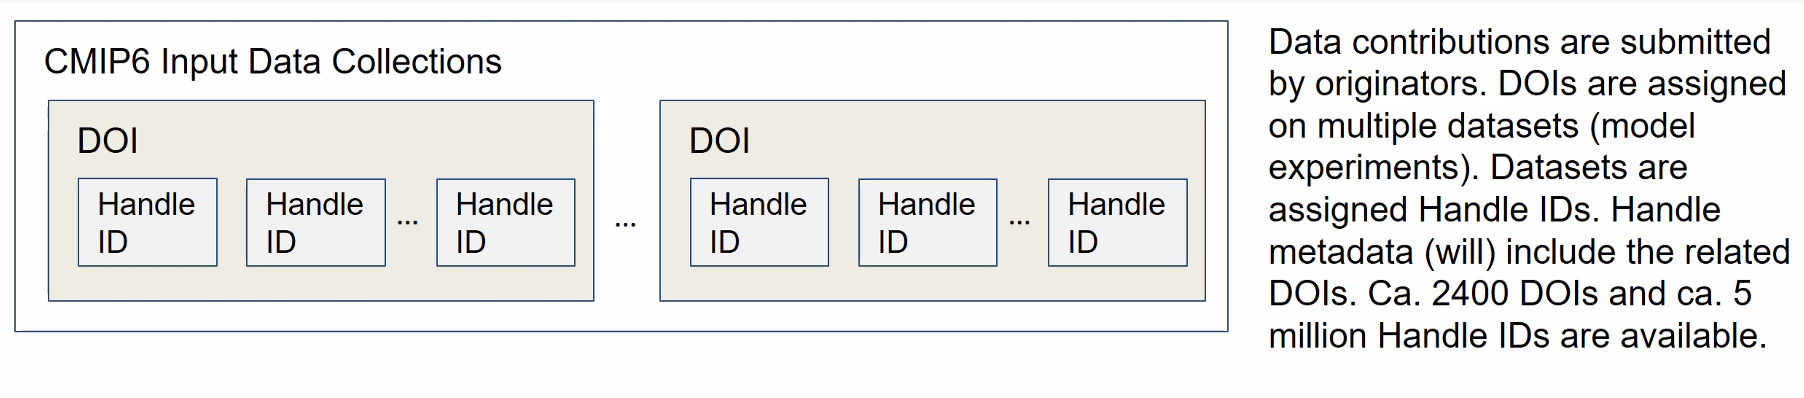 CMIP6 Input Data Collections
DOI
Handle
ID
Handle
ID
...
Handle
ID
...
DOI
Handle
ID
Handle
ID
...
Handle
ID
Data contributions are submitted
by originators. DOIs are assigned
on multiple datasets (model
experiments). Datasets are
assigned Handle IDs. Handle
metadata (will) include the related
DOIs. Ca. 2400 DOIs and ca. 5
million Handle IDs are available.